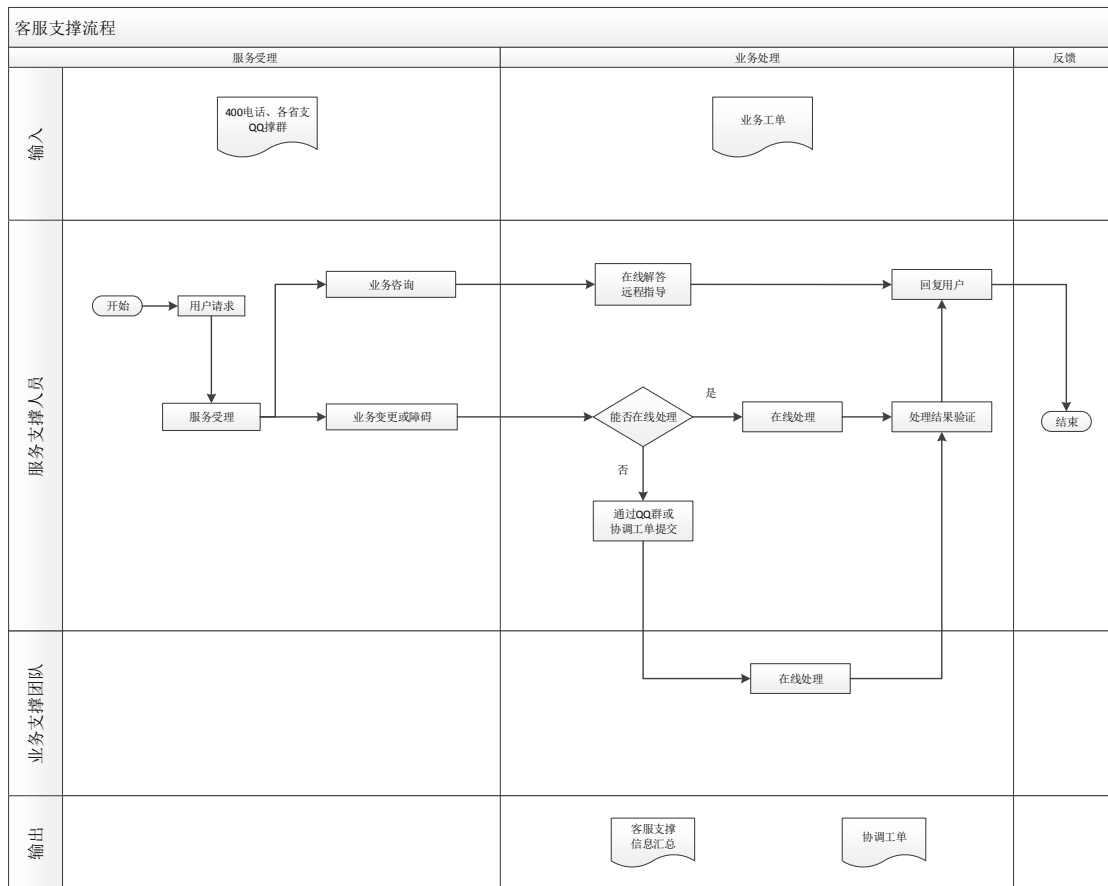 客服支撑流程
服务受理
业务处理
反馈
输入
400电话、各省支
QQ撑群
业务工单
服务支撑人员
开始
用户请求
业务咨询
在线解答
远程指导
回复用户
服务受理
业务变更或障碍
能否在线处理
是
在线处理
处理结果验证
结束
否
通过QQ群或
协调工单提交
业务支撑团队
在线处理
输出
客服支撑
信息汇总
协调工单